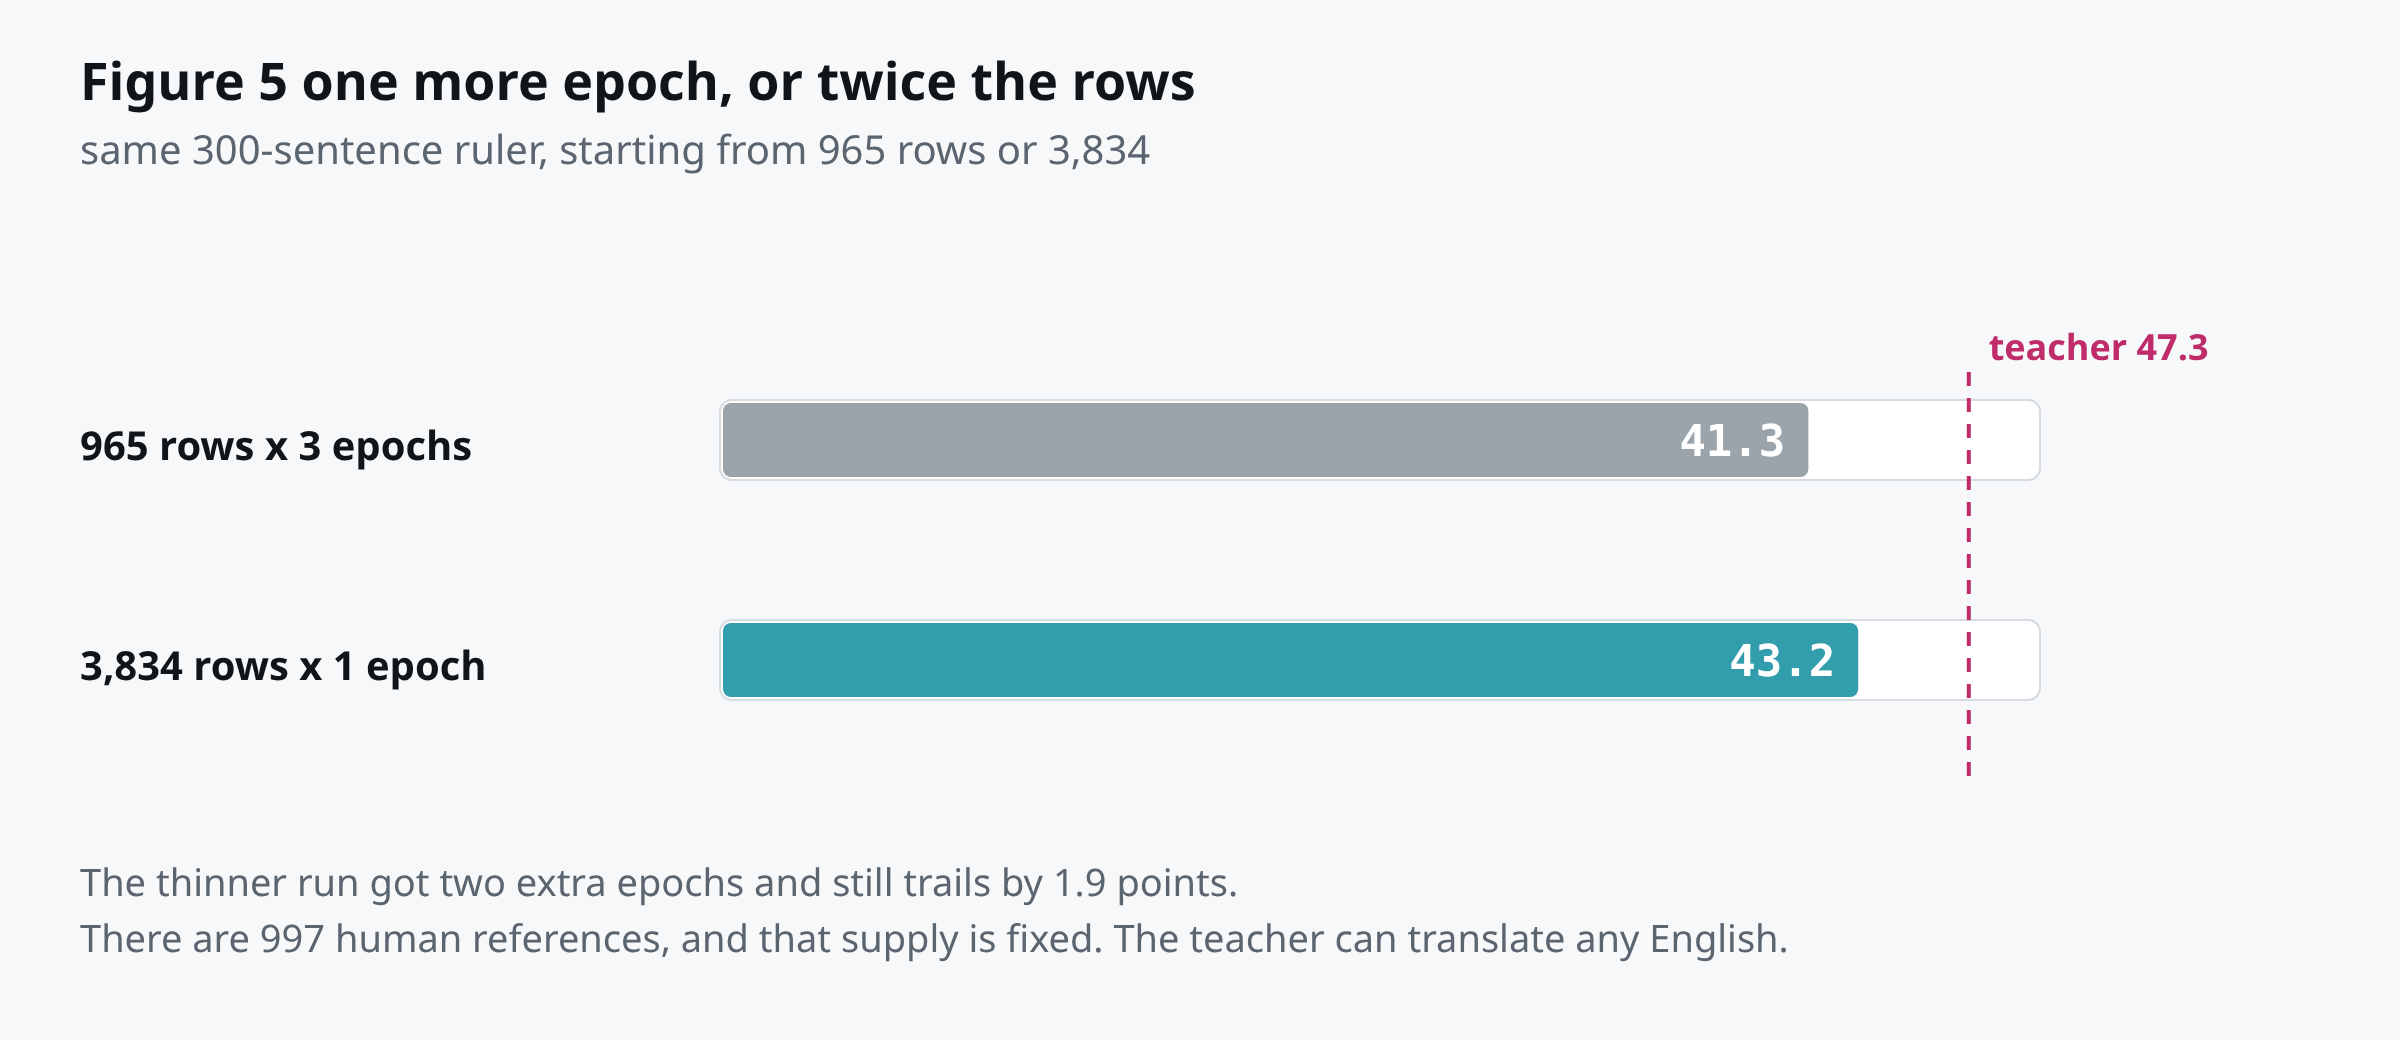 Figure 5 one more epoch, or twice the rows
same 300-sentence ruler, starting from 965 rows or 3,834
teacher 47.3
965 rows x 3 epochs
41.3
3,834 rows x 1 epoch
43.2
The thinner run got two extra epochs and still trails by 1.9 points.
There are 997 human references, and that supply is fixed. The teacher can translate any English.